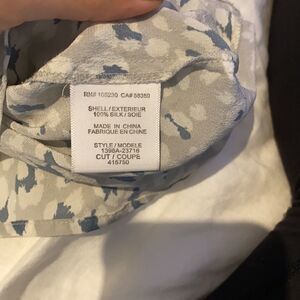 RN# 105230 CA# 58350
SHELL / EXTERIEUR
100% SILK / SOIE
MADE IN CHINA
FABRIQUE EN CHINE
STYLE / MODELE
1398A-23716
CUT / COUPE
415750